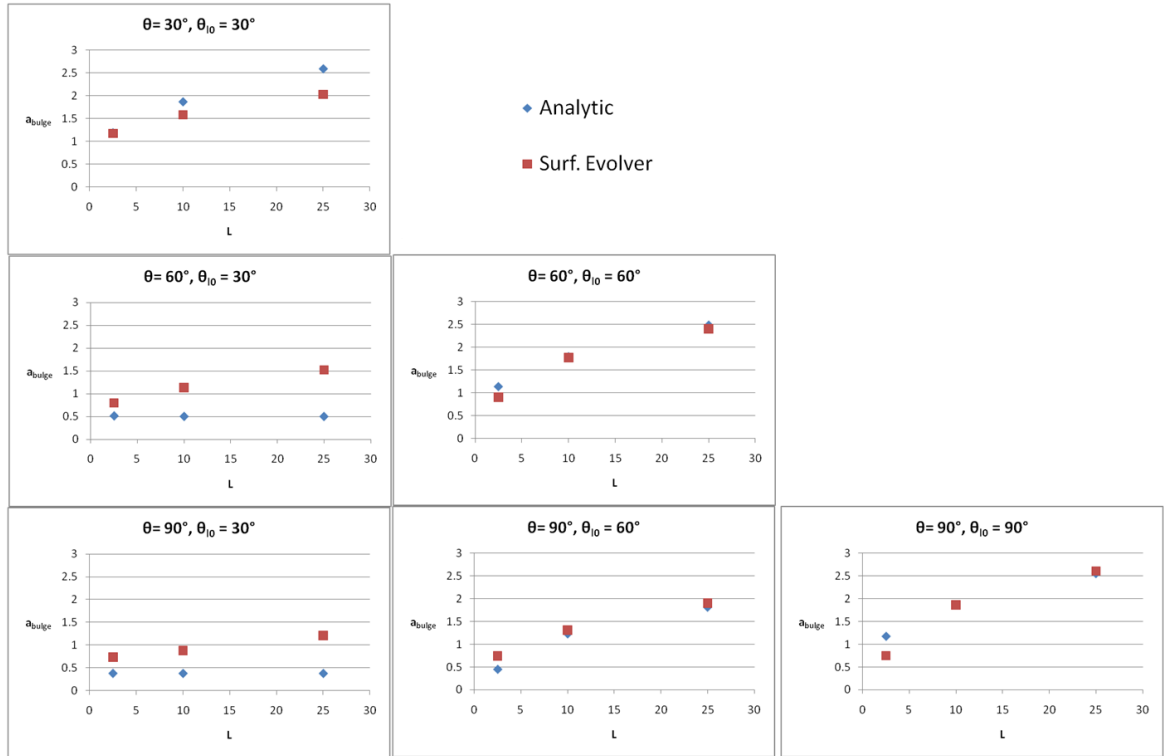 θ= 30°, θl0 = 30°
3
2.5
2
abulge
1.5
1
0.5
0
0 5 10 15 20 25 30
L
Analytic
Surf. Evolver
θ= 60°, θl0 = 30°
3
2.5
2
abulge
1.5
1
0.5
0
0 5 10 15 20 25 30
L
θ= 60°, θl0 = 60°
3
2.5
2
abulge
1.5
1
0.5
0
0 5 10 15 20 25 30
L
θ= 90°, θl0 = 30°
3
2.5
2
abulge
1.5
1
0.5
0
0 5 10 15 20 25 30
L
θ= 90°, θl0 = 60°
3
2.5
2
abulge
1.5
1
0.5
0
0 5 10 15 20 25 30
L
θ= 90°, θl0 = 90°
3
2.5
2
abulge
1.5
1
0.5
0
0 5 10 15 20 25 30
L